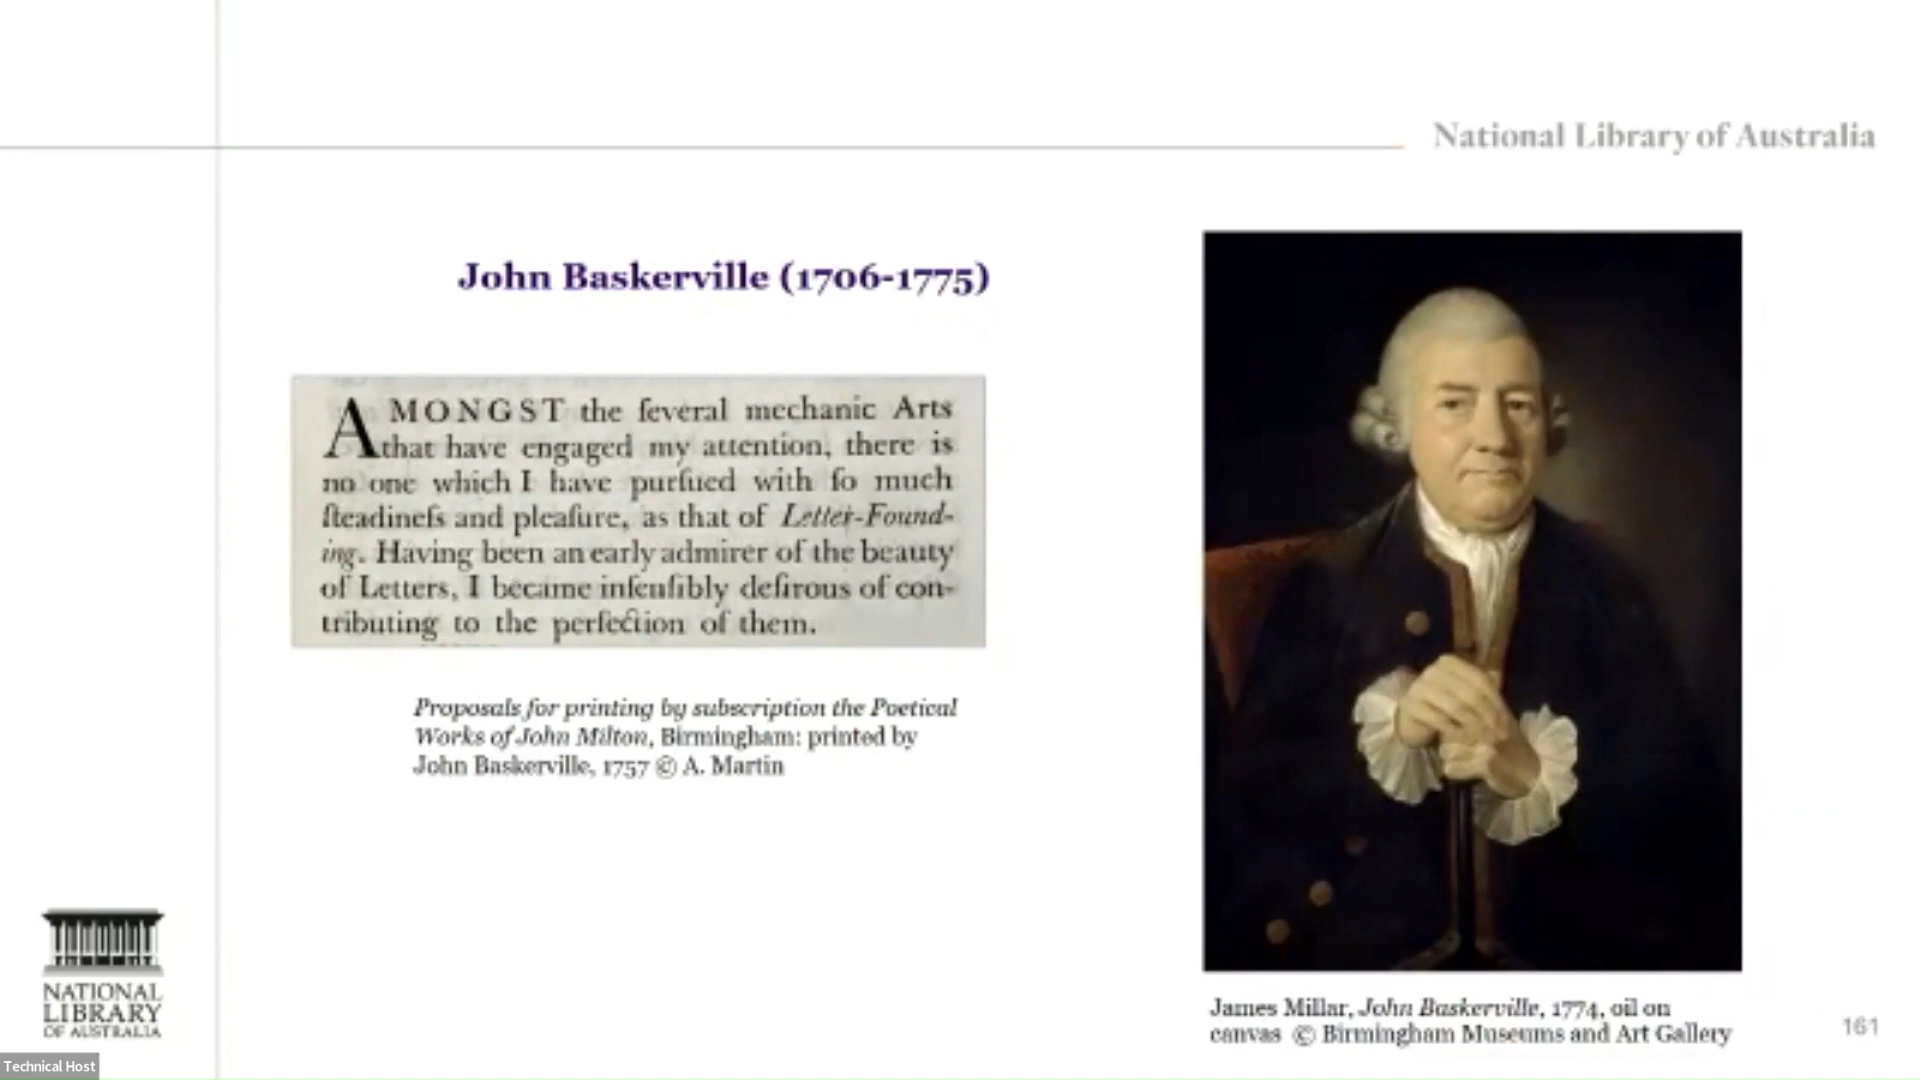 National Library of Australia
John Baskerville (1706-1775)
AMONGST the ſeveral mechanic Arts
that have engaged my attention, there is
no one which I have purſued with ſo much
ſteadineſs and pleaſure, as that of Letter-Found-
ing. Having been an early admirer of the beauty
of Letters, I became inſenſibly deſirous of con-
tributing to the perfection of them.
Proposals for printing by subscription the Poetical
Works of John Milton, Birmingham: printed by
John Baskerville, 1757 © A. Martin
James Millar, John Baskerville, 1774, oil on
canvas © Birmingham Museums and Art Gallery
161
NATIONAL
LIBRARY
OF AUSTRALIA
Technical Host